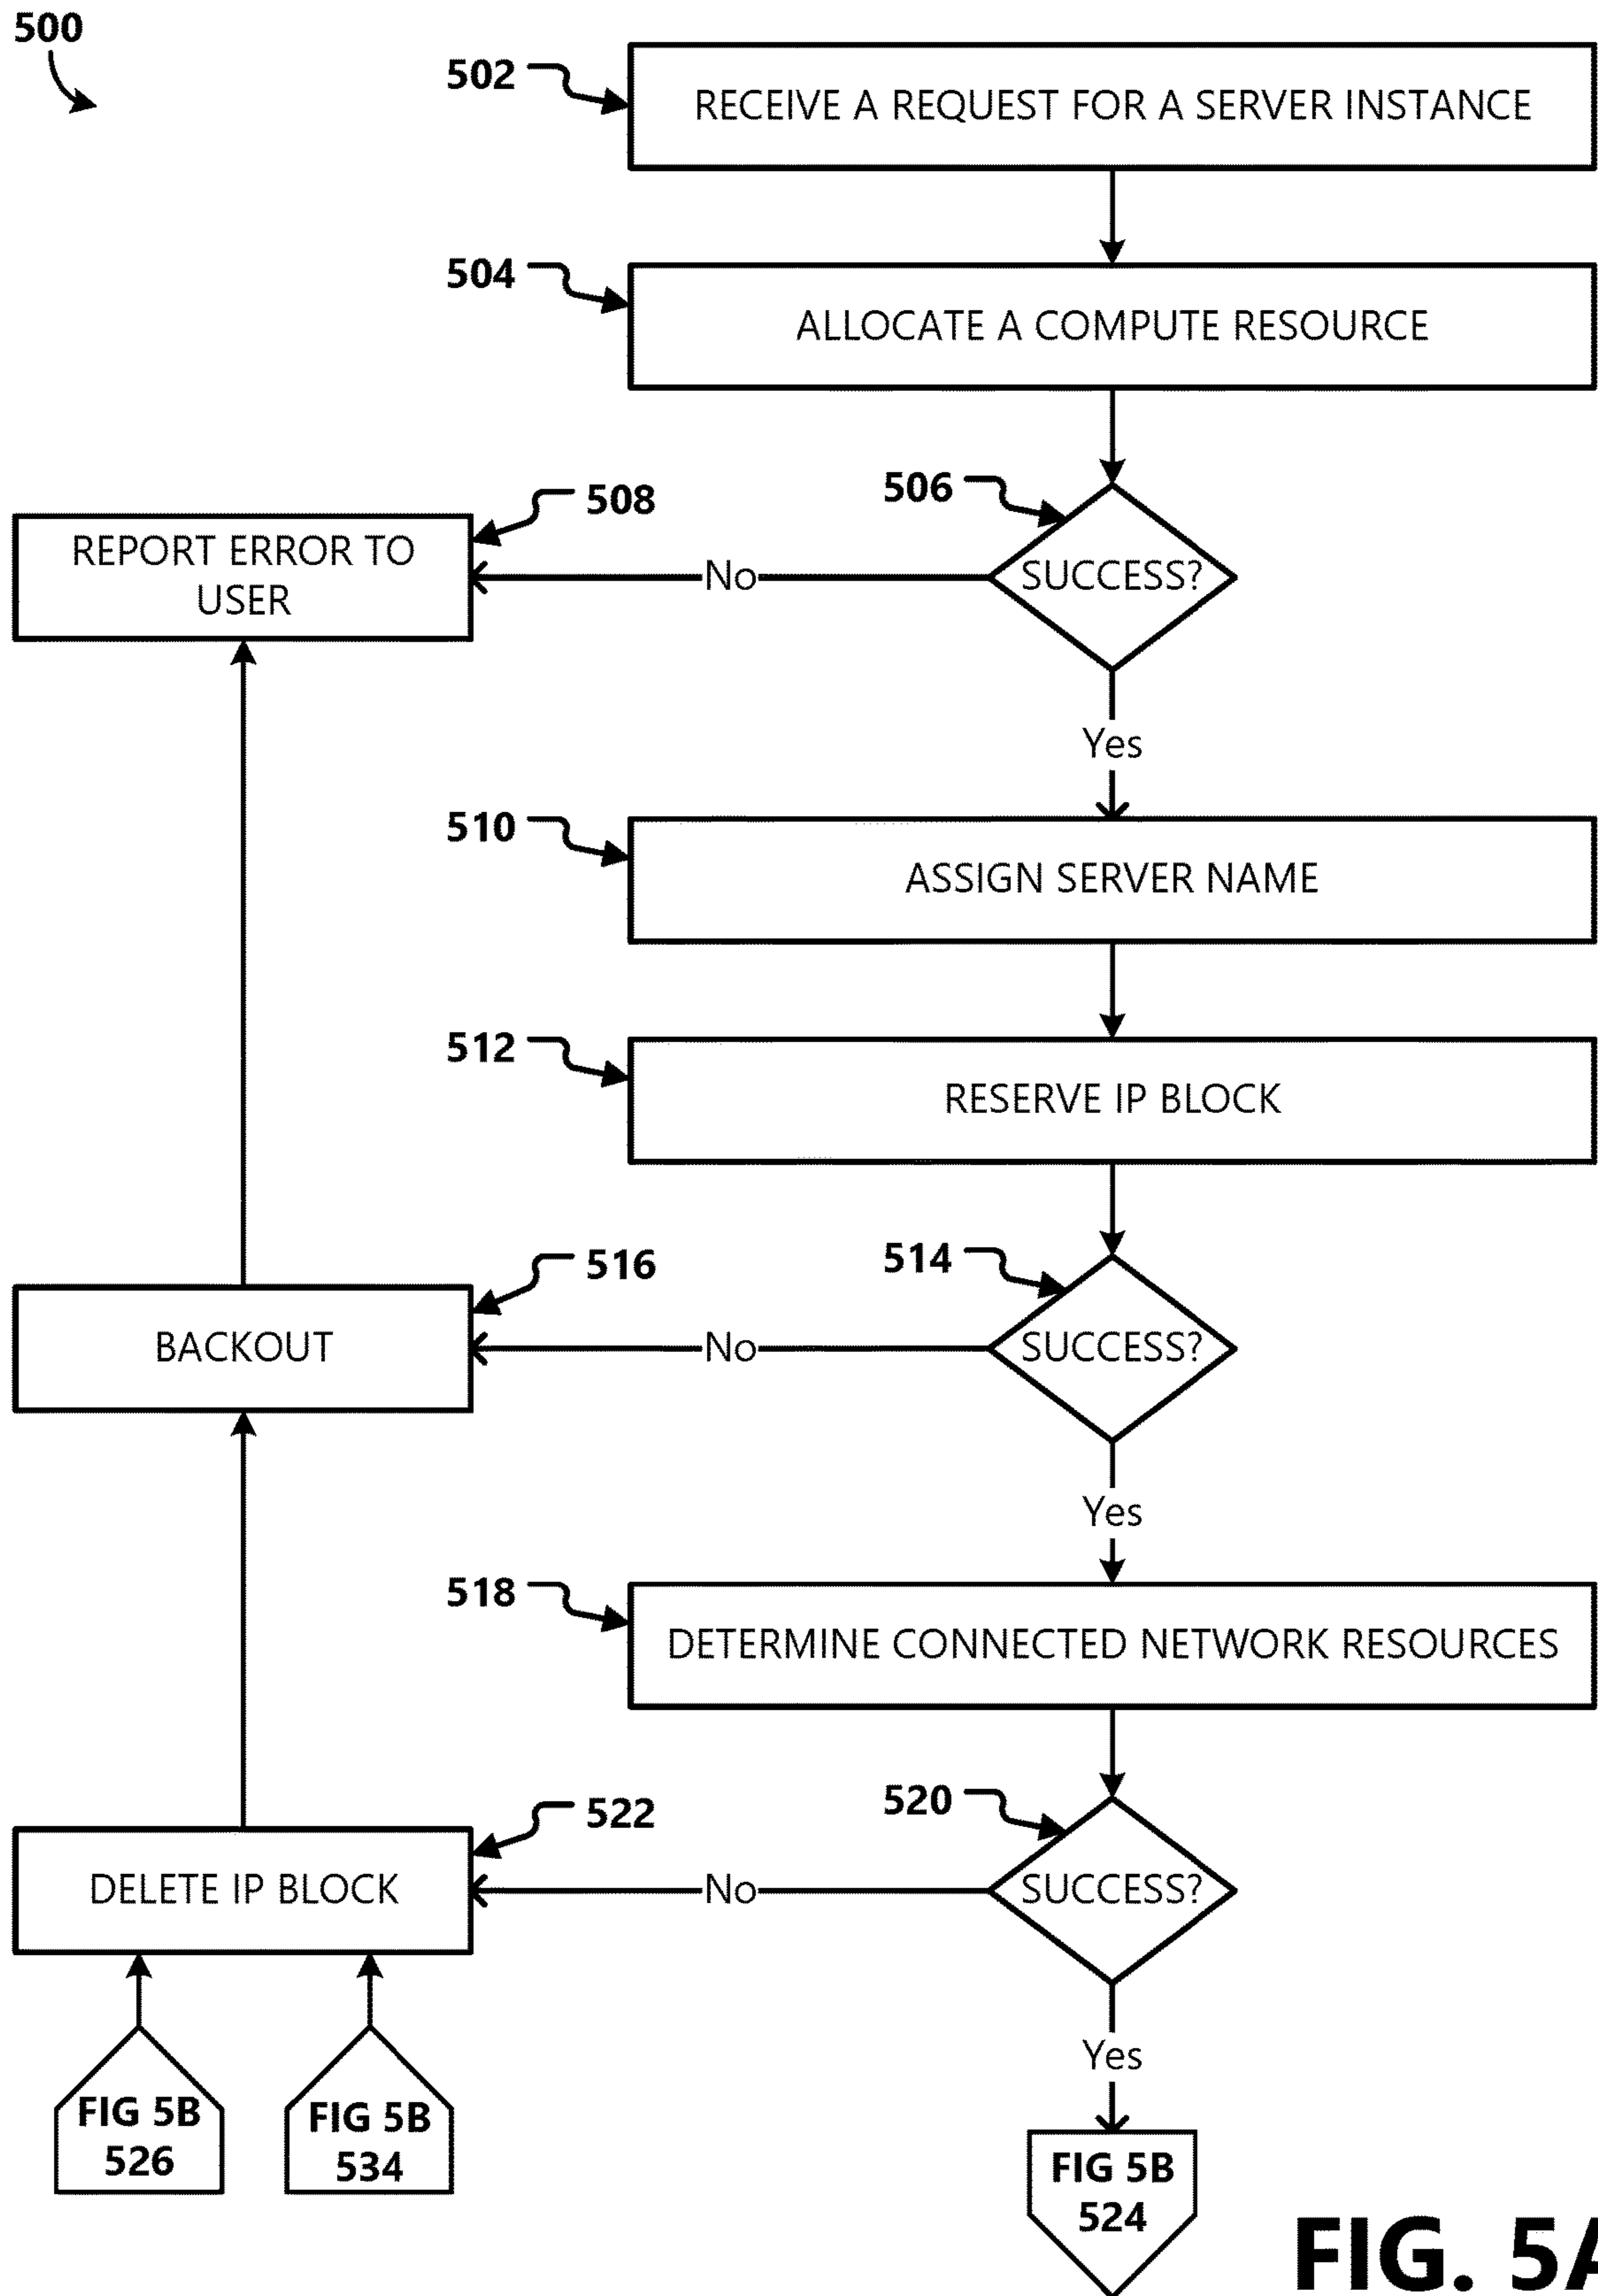 500
502
RECEIVE A REQUEST FOR A SERVER INSTANCE
504
ALLOCATE A COMPUTE RESOURCE
506
SUCCESS?
No
508
REPORT ERROR TO
USER
Yes
510
ASSIGN SERVER NAME
512
RESERVE IP BLOCK
514
SUCCESS?
No
516
BACKOUT
Yes
518
DETERMINE CONNECTED NETWORK RESOURCES
520
SUCCESS?
No
522
DELETE IP BLOCK
FIG 5B
526
FIG 5B
534
Yes
FIG 5B
524
FIG. 5A